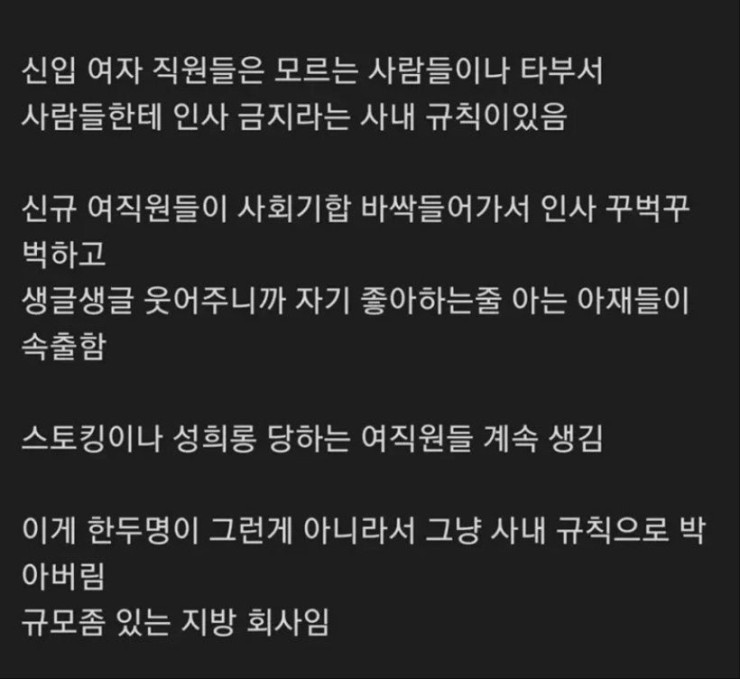 신입 여자 직원들은 모르는 사람들이나 타부서
사람들한테 인사 금지라는 사내 규칙이있음
신규 여직원들이 사회기합 바싹들어가서 인사 꾸벅꾸
벅하고
생글생글 웃어주니까 자기 좋아하는줄 아는 아재들이
속출함
스토킹이나 성희롱 당하는 여직원들 계속 생김
이게 한두명이 그런게 아니라서 그냥 사내 규칙으로 박
아버림
규모좀 있는 지방 회사임